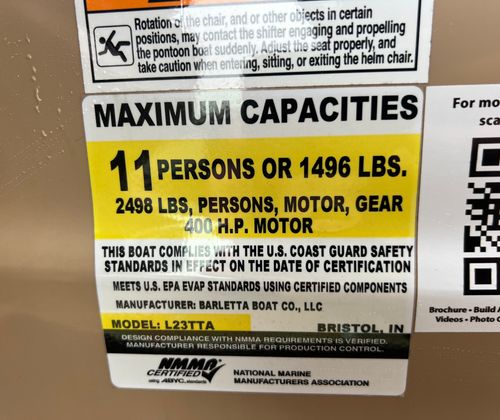 Rotation of the chair, and or other objects in certain
positions, may contact the shifter engaging and propelling
the pontoon boat suddenly. Adjust the seat properly, and
take caution when entering, sitting, or exiting the helm chair.
MAXIMUM CAPACITIES
11 PERSONS OR 1496 LBS.
2498 LBS, PERSONS, MOTOR, GEAR
400 H.P. MOTOR
THIS BOAT COMPLIES WITH THE U.S. COAST GUARD SAFETY
STANDARDS IN EFFECT ON THE DATE OF CERTIFICATION
MEETS U.S. EPA EVAP STANDARDS USING CERTIFIED COMPONENTS
MANUFACTURER: BARLETTA BOAT CO., LLC
MODEL: L23TTA BRISTOL, IN
DESIGN COMPLIANCE WITH NMMA REQUIREMENTS IS VERIFIED.
MANUFACTURER RESPONSIBLE FOR PRODUCTION CONTROL.
NMMA
CERTIFIED
using ABYC standards
NATIONAL MARINE
MANUFACTURERS ASSOCIATION
For mo
sca
Brochure • Build A
Videos • Photo G